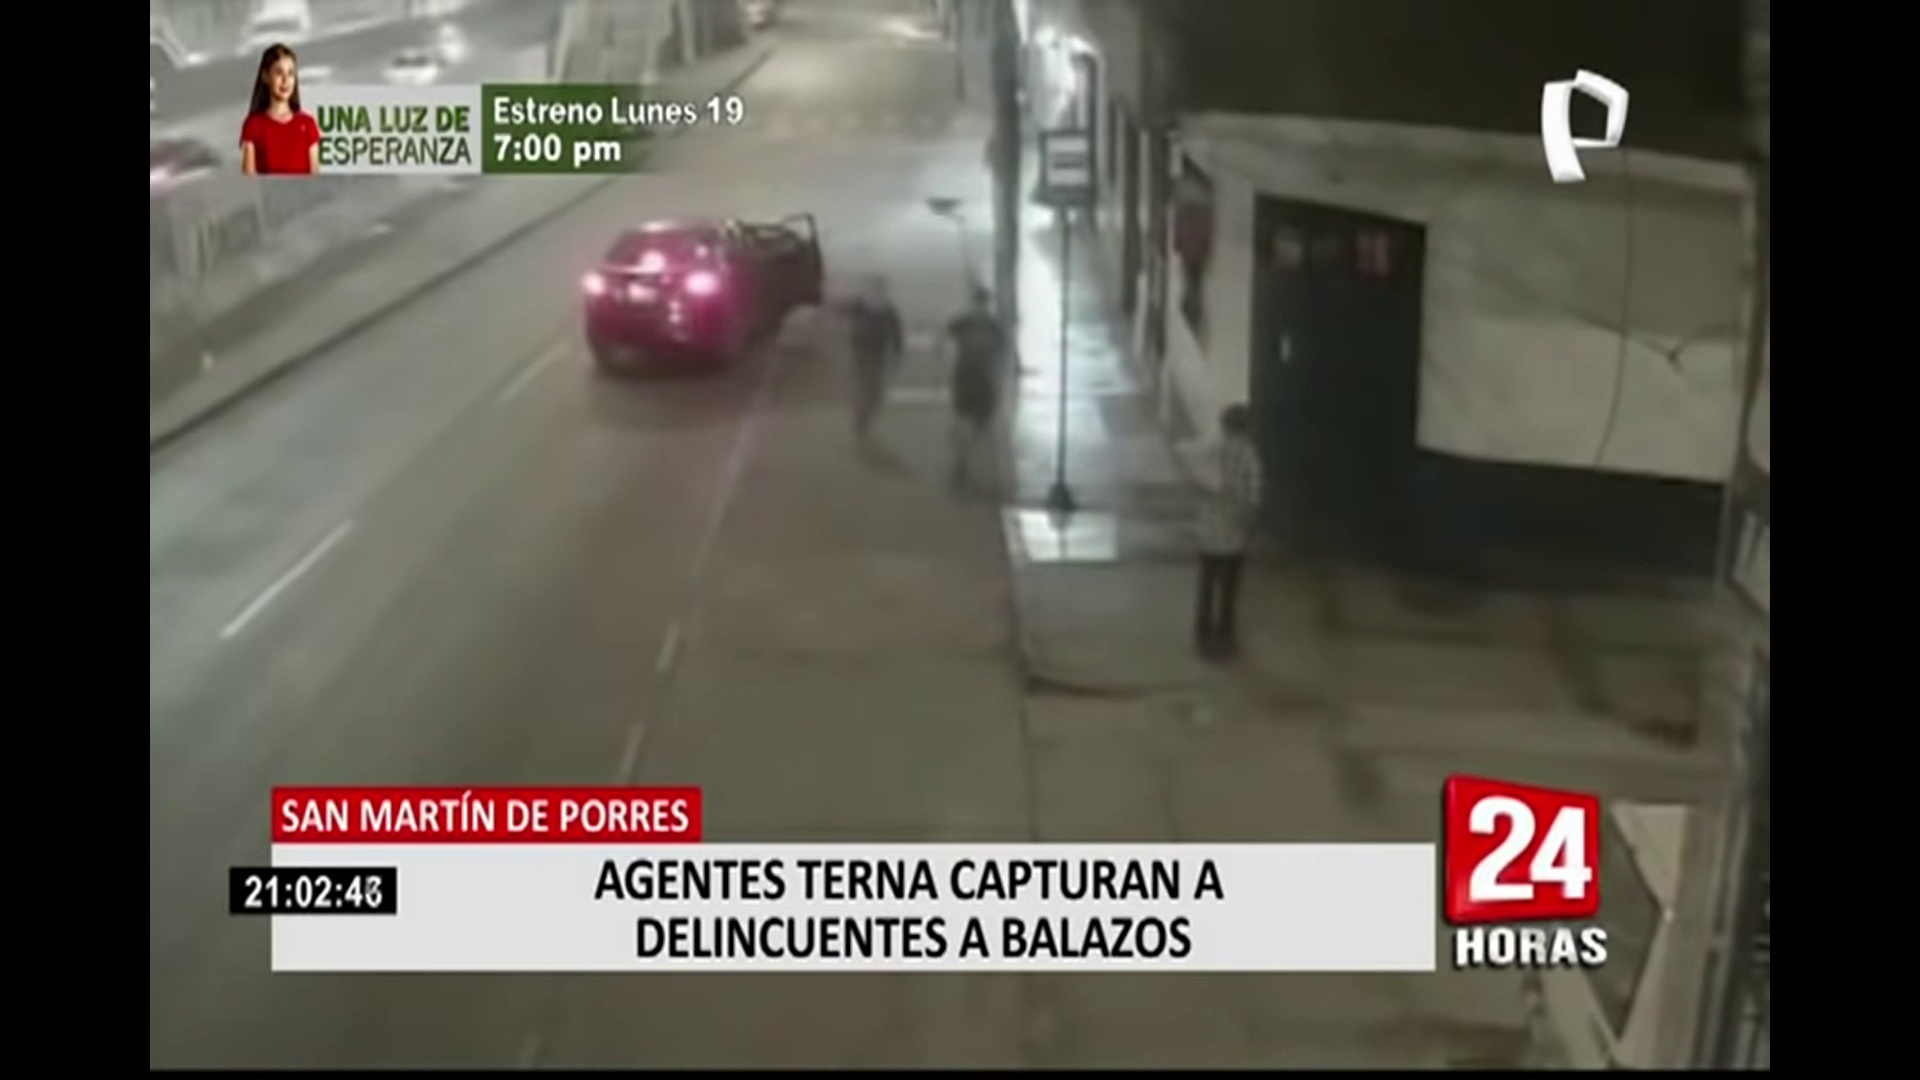 UNA LUZ DE
ESPERANZA
Estreno Lunes 19
7:00 pm
SAN MARTÍN DE PORRES
AGENTES TERNA CAPTURAN A
DELINCUENTES A BALAZOS
24
HORAS